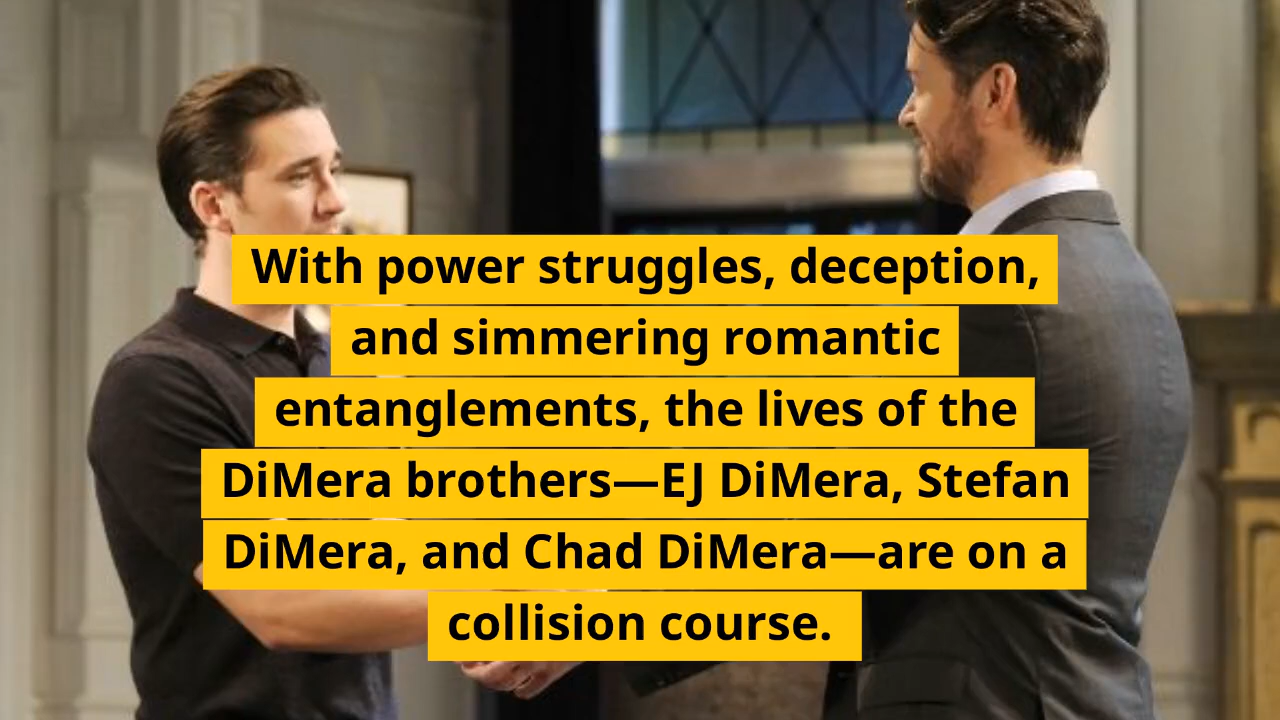 With power struggles, deception,
and simmering romantic
entanglements, the lives of the
DiMera brothers—EJ DiMera, Stefan
DiMera, and Chad DiMera—are on a
collision course.